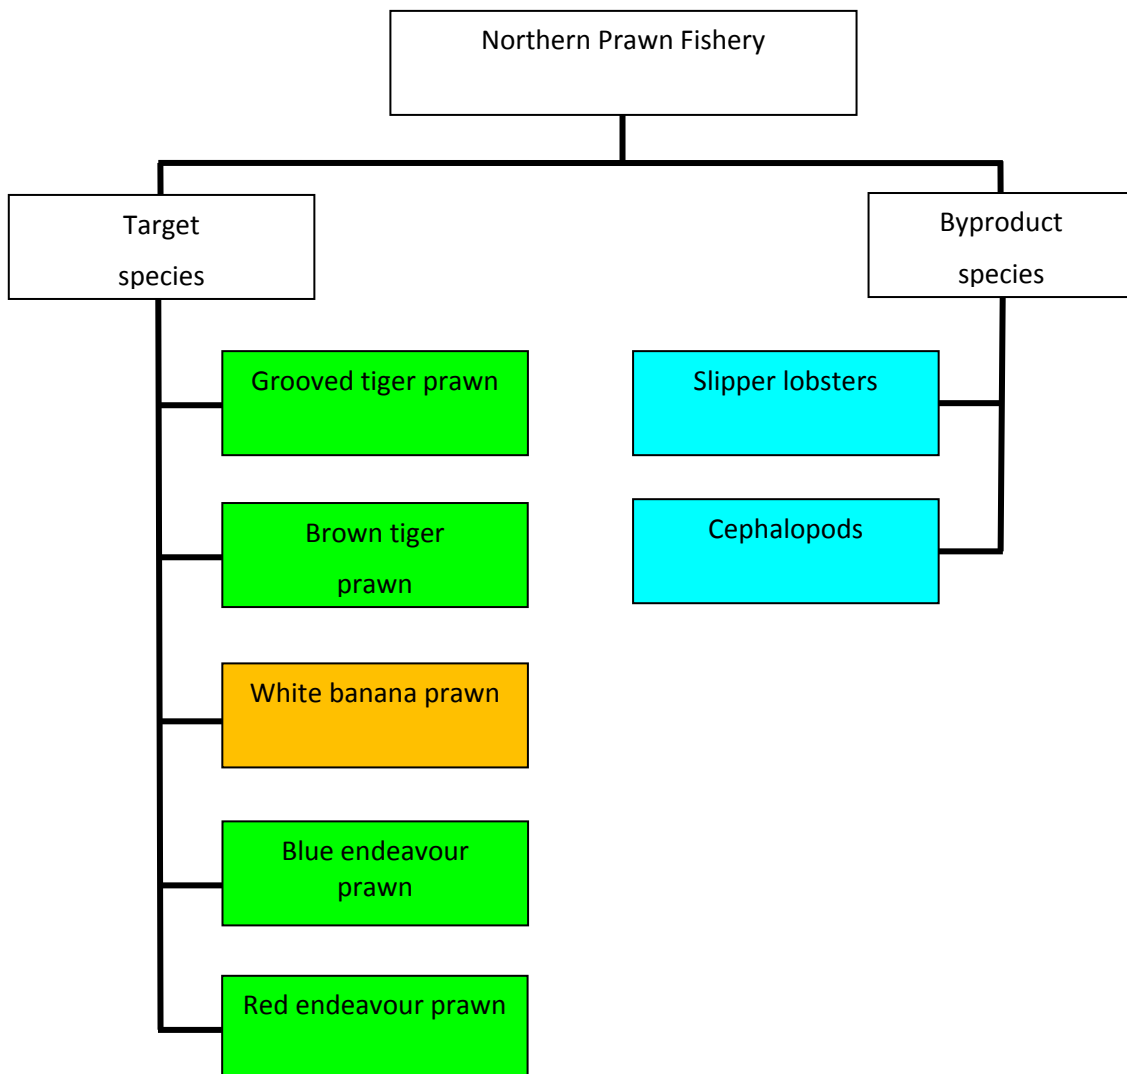 Northern Prawn Fishery
Target
species
Byproduct
species
Grooved tiger prawn
Slipper lobsters
Brown tiger
prawn
Cephalopods
White banana prawn
Blue endeavour
prawn
Red endeavour prawn